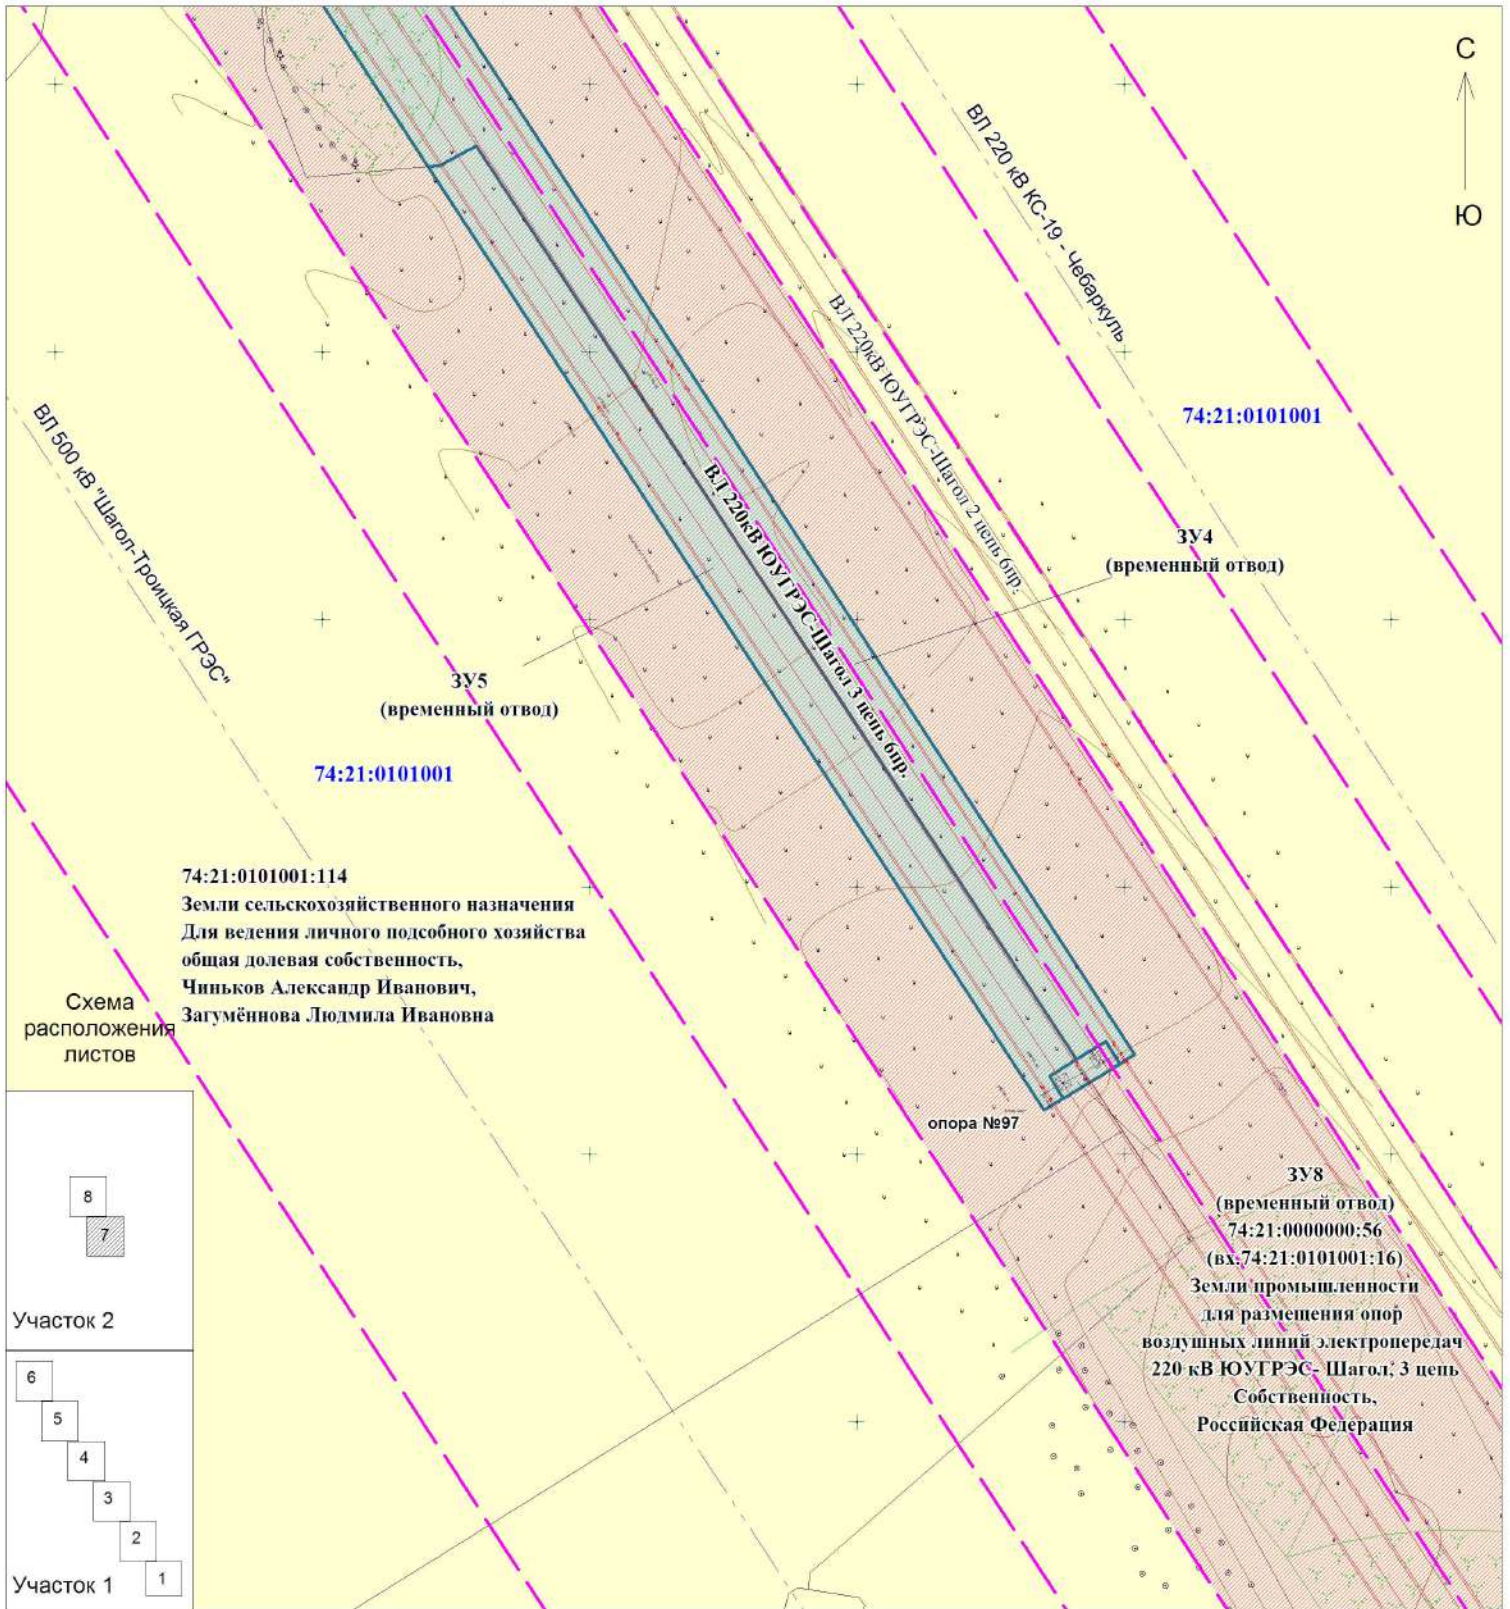 С
Ю
ВЛ 220 кВ КС-19 - Чебаркуль
ВЛ 220кВ ЮУГРЭС-Шагол 2 цепь 6пр.
74:21:0101001
ВЛ 500 кВ "Шагол-Троицкая ГРЭС"
ВЛ 220кВ ЮУГРЭС-Шагол 3 цепь 6пр.
ЗУ4
(временный отвод)
ЗУ5
(временный отвод)
74:21:0101001
74:21:0101001:114
Земли сельскохозяйственного назначения
Для ведения личного подсобного хозяйства
общая долевая собственность,
Чиньков Александр Иванович,
Загумённова Людмила Ивановна
Схема
расположения
листов
опора №97
ЗУ8
(временный отвод)
74:21:0000000:56
(вх.74:21:0101001:16)
Земли промышленности
для размещения опор
воздушных линий электропередач
220 кВ ЮУГРЭС- Шагол, 3 цепь
Собственность,
Российская Федерация
8
7
Участок 2
6
5
4
3
2
1
Участок 1